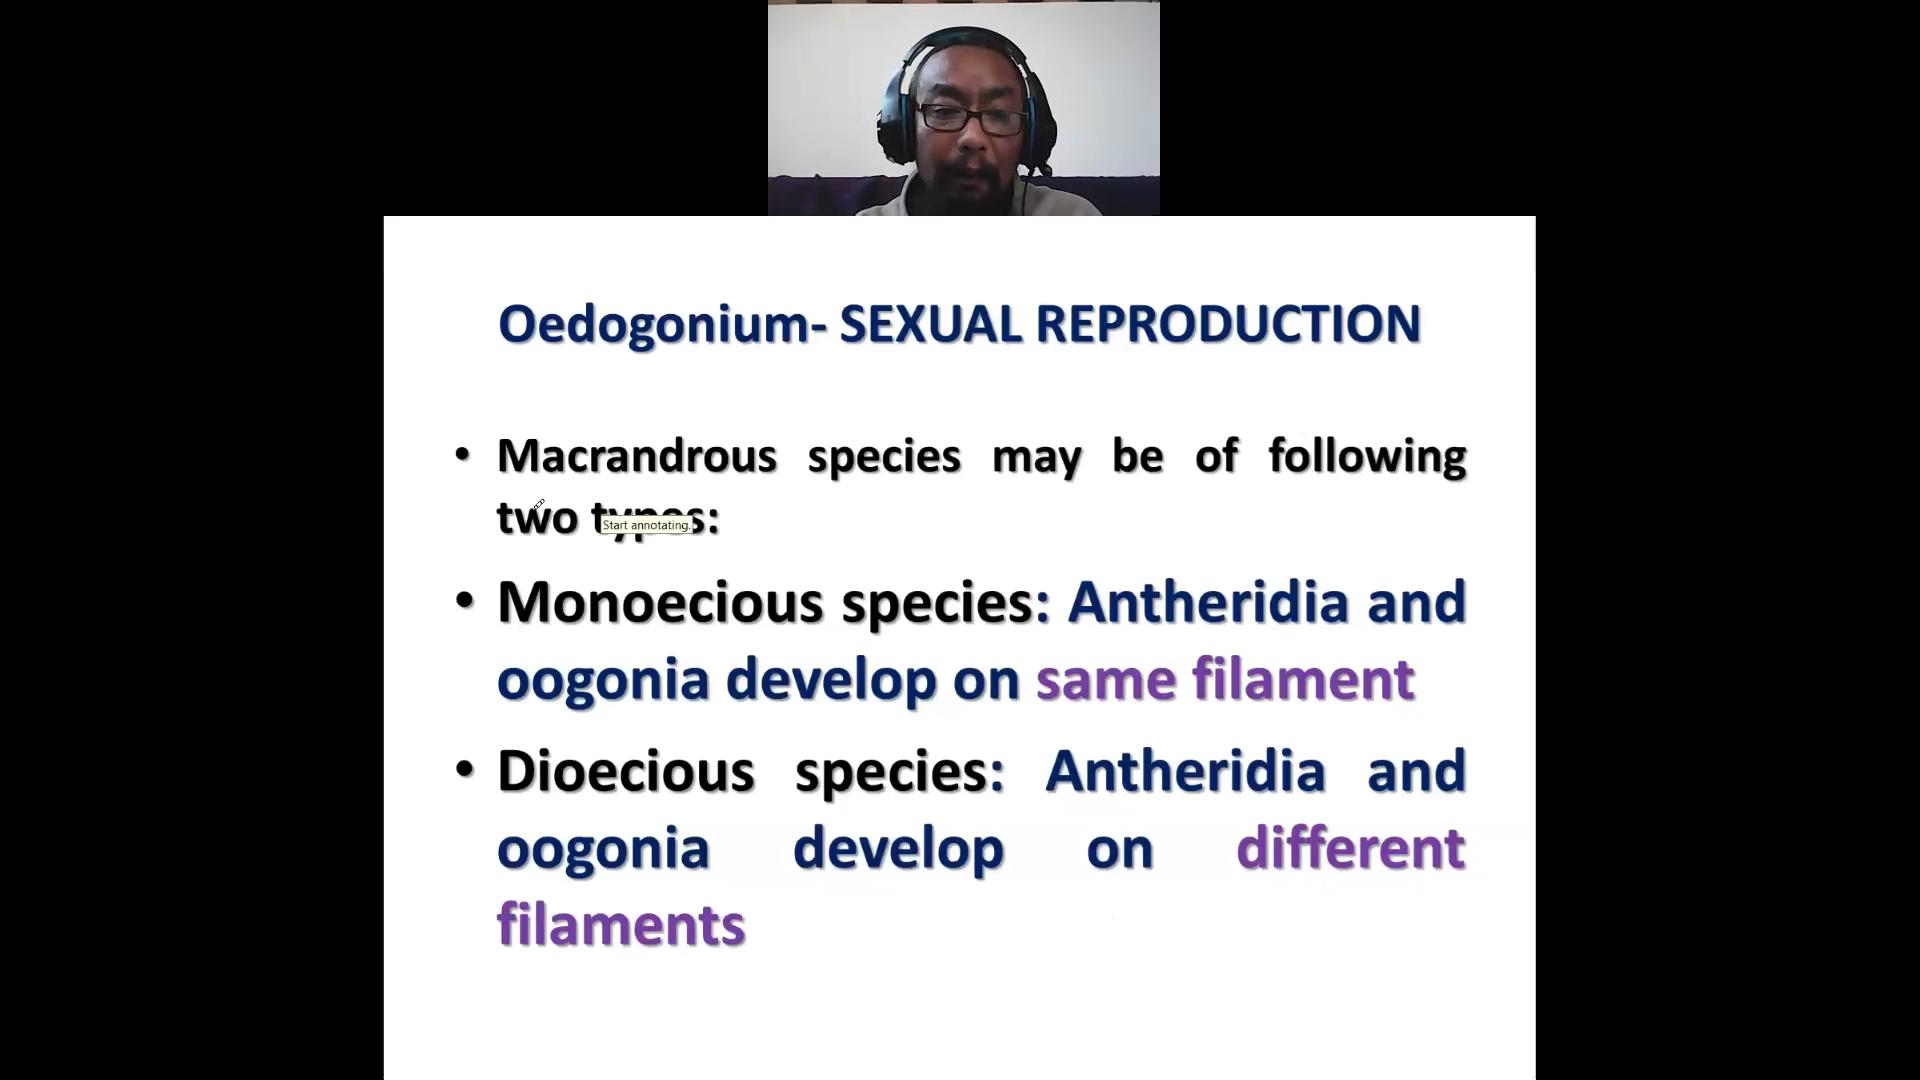 Oedogonium- SEXUAL REPRODUCTION
• Macrandrous species may be of following
two types:
Start annotating.
• Monoecious species: Antheridia and
oogonia develop on same filament
• Dioecious species: Antheridia and
oogonia develop on different
filaments